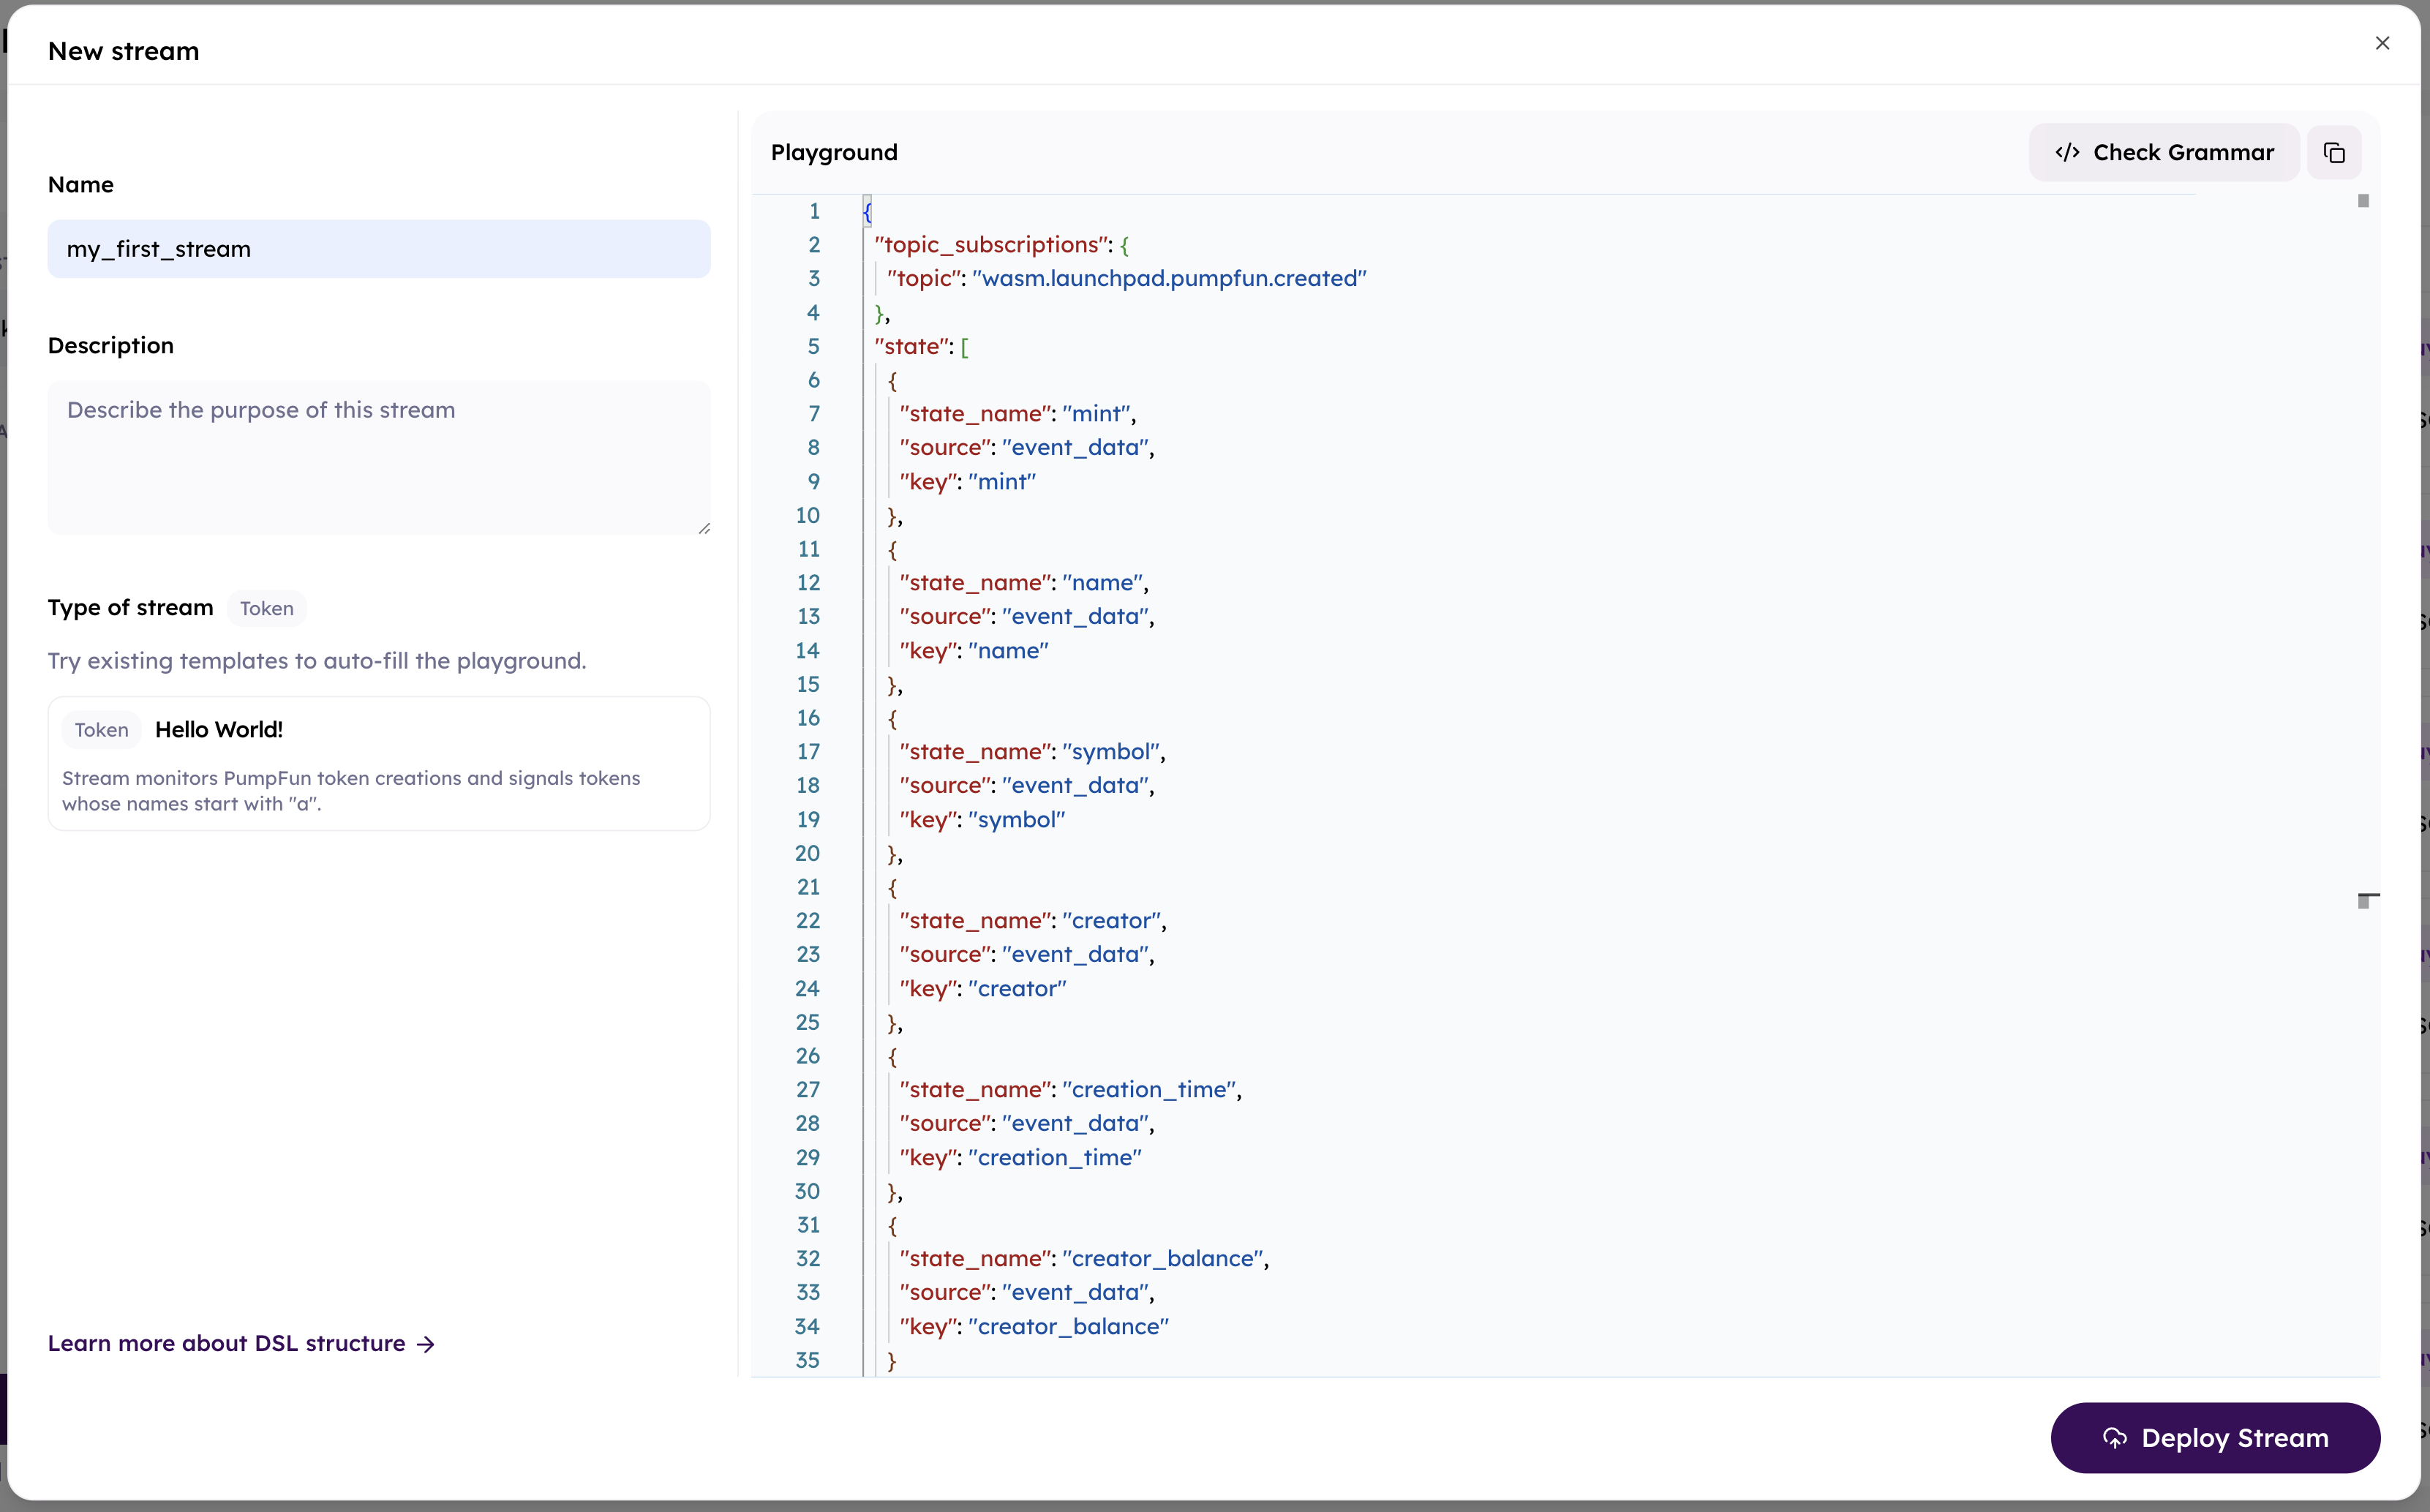 New stream
Name
my_first_stream
Description
Describe the purpose of this stream
Type of stream Token
Try existing templates to auto-fill the playground.
Token Hello World!
Stream monitors PumpFun token creations and signals tokens
whose names start with "a".
Learn more about DSL structure →
Playground
</> Check Grammar
1 {
2 "topic_subscriptions": {
3 "topic": "wasm.launchpad.pumpfun.created"
4 },
5 "state": [
6 {
7 "state_name": "mint",
8 "source": "event_data",
9 "key": "mint"
10 },
11 {
12 "state_name": "name",
13 "source": "event_data",
14 "key": "name"
15 },
16 {
17 "state_name": "symbol",
18 "source": "event_data",
19 "key": "symbol"
20 },
21 {
22 "state_name": "creator",
23 "source": "event_data",
24 "key": "creator"
25 },
26 {
27 "state_name": "creation_time",
28 "source": "event_data",
29 "key": "creation_time"
30 },
31 {
32 "state_name": "creator_balance",
33 "source": "event_data",
34 "key": "creator_balance"
35 }
Deploy Stream